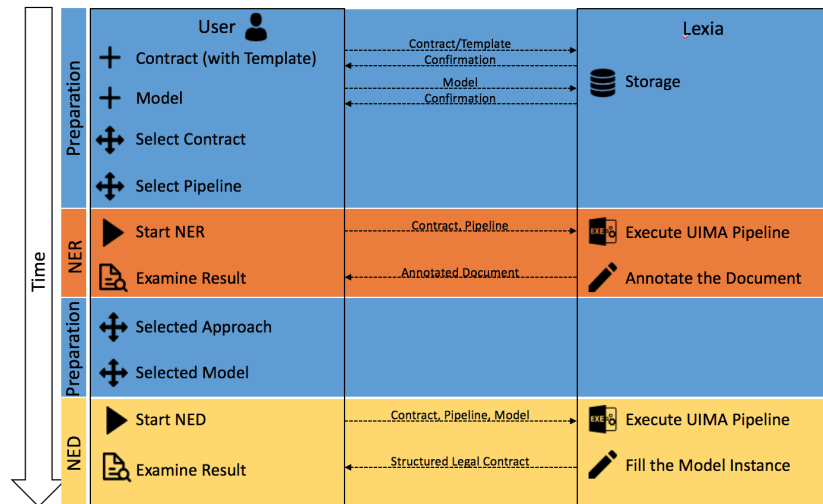 User
Lexia
Time
Preparation
Contract (with Template)
Contract/Template
Confirmation
Model
Model
Confirmation
Storage
Select Contract
Select Pipeline
NER
Start NER
Contract, Pipeline
Execute UIMA Pipeline
EXE
Examine Result
Annotated Document
Annotate the Document
Preparation
Selected Approach
Selected Model
NED
Start NED
Contract, Pipeline, Model
Execute UIMA Pipeline
EXE
Examine Result
Structured Legal Contract
Fill the Model Instance